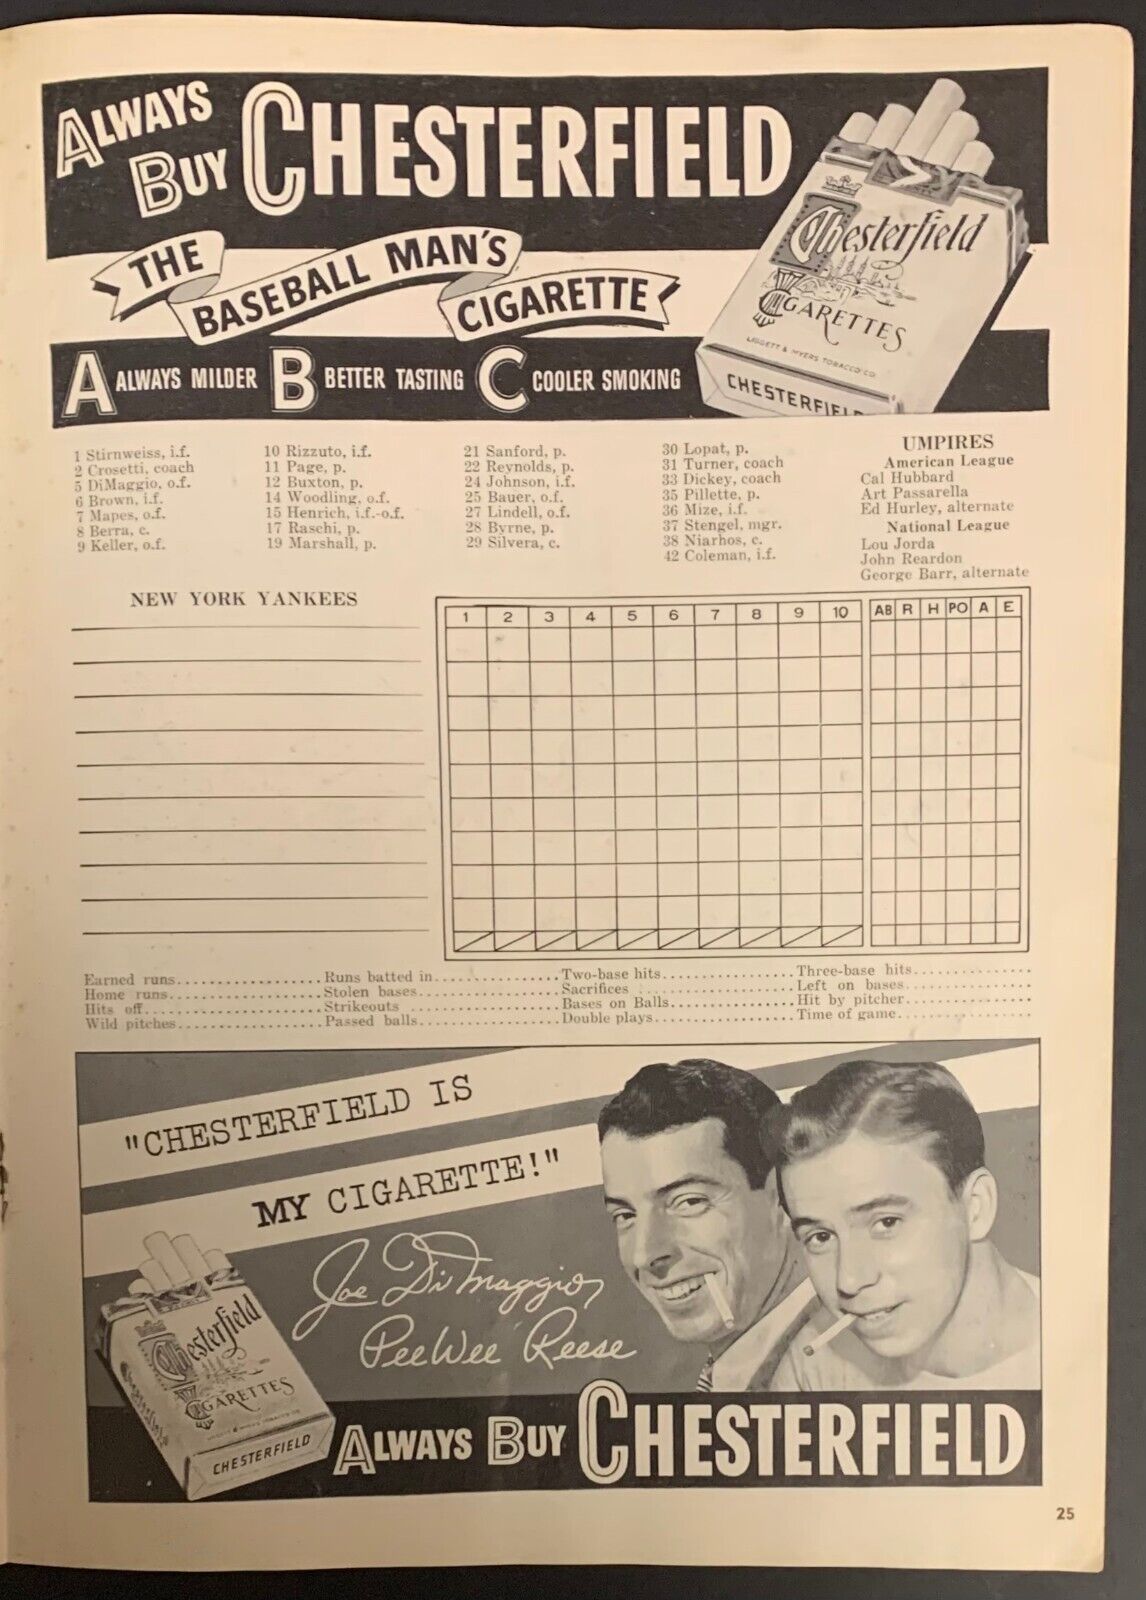 ALWAYS
BUY CHESTERFIELD
THE
BASEBALL MAN'S
CIGARETTE
A ALWAYS MILDER B BETTER TASTING C COOLER SMOKING
Chesterfield
CIGARETTES
LIGGETT & MYERS TOBACCO CO.
CHESTERFIEL
1 Stirnweiss, i.f.
2 Crosetti, coach
5 DiMaggio, o.f.
6 Brown, i.f.
7 Mapes, o.f.
8 Berra, c.
9 Keller, o.f.
10 Rizzuto, i.f.
11 Page, p.
12 Buxton, p.
14 Woodling, o.f.
15 Henrich, i.f.-o.f.
17 Raschi, p.
19 Marshall, p.
21 Sanford, p.
22 Reynolds, p.
24 Johnson, i.f.
25 Bauer, o.f.
27 Lindell, o.f.
28 Byrne, p.
29 Silvera, c.
30 Lopat, p.
31 Turner, coach
33 Dickey, coach
35 Pillette, p.
36 Mize, i.f.
37 Stengel, mgr.
38 Niarhos, c.
42 Coleman, i.f.
UMPIRES
American League
Cal Hubbard
Art Passarella
Ed Hurley, alternate
National League
Lou Jorda
John Reardon
George Barr, alternate
NEW YORK YANKEES
1 2 3 4 5 6 7 8 9 10 AB R H PO A E
Earned runs.................... Runs batted in................. Two-base hits.................. Three-base hits................
Home runs...................... Stolen bases................... Sacrifices .................... Left on bases..................
Hits off....................... Strikeouts .................... Bases on Balls................. Hit by pitcher.................
Wild pitches................... Passed balls................... Double plays................... Time of game...................
"CHESTERFIELD IS
MY CIGARETTE!"
Joe DiMaggio
PeeWee Reese
Chesterfield
CIGARETTES
LIGGETT & MYERS TOBACCO CO.
CHESTERFIELD
ALWAYS BUY CHESTERFIELD
25